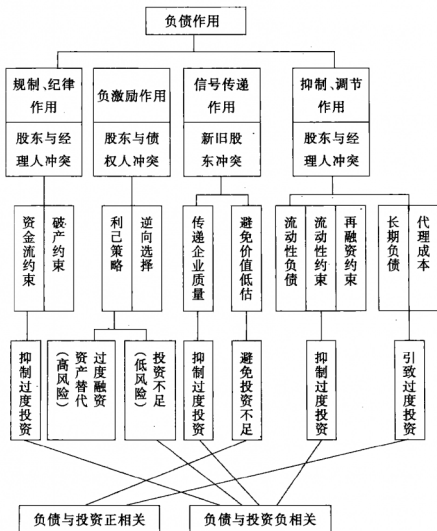 负债作用
规制、纪律
作用
股东与经
理人冲突
负激励作用
股东与债
权人冲突
信号传递
作用
新旧股
东冲突
抑制、调节
作用
股东与经
理人冲突
资金流约束
破产约束
利己策略
逆向选择
传递企业质量
避免价值低估
流动性负债
流动性约束
再融资约束
长期负债
代理成本
抑制过度投资
(高风险)
资产替代
过度融资
(低风险)
投资不足
抑制过度投资
避免投资不足
抑制过度投资
引致过度投资
负债与投资正相关
负债与投资负相关